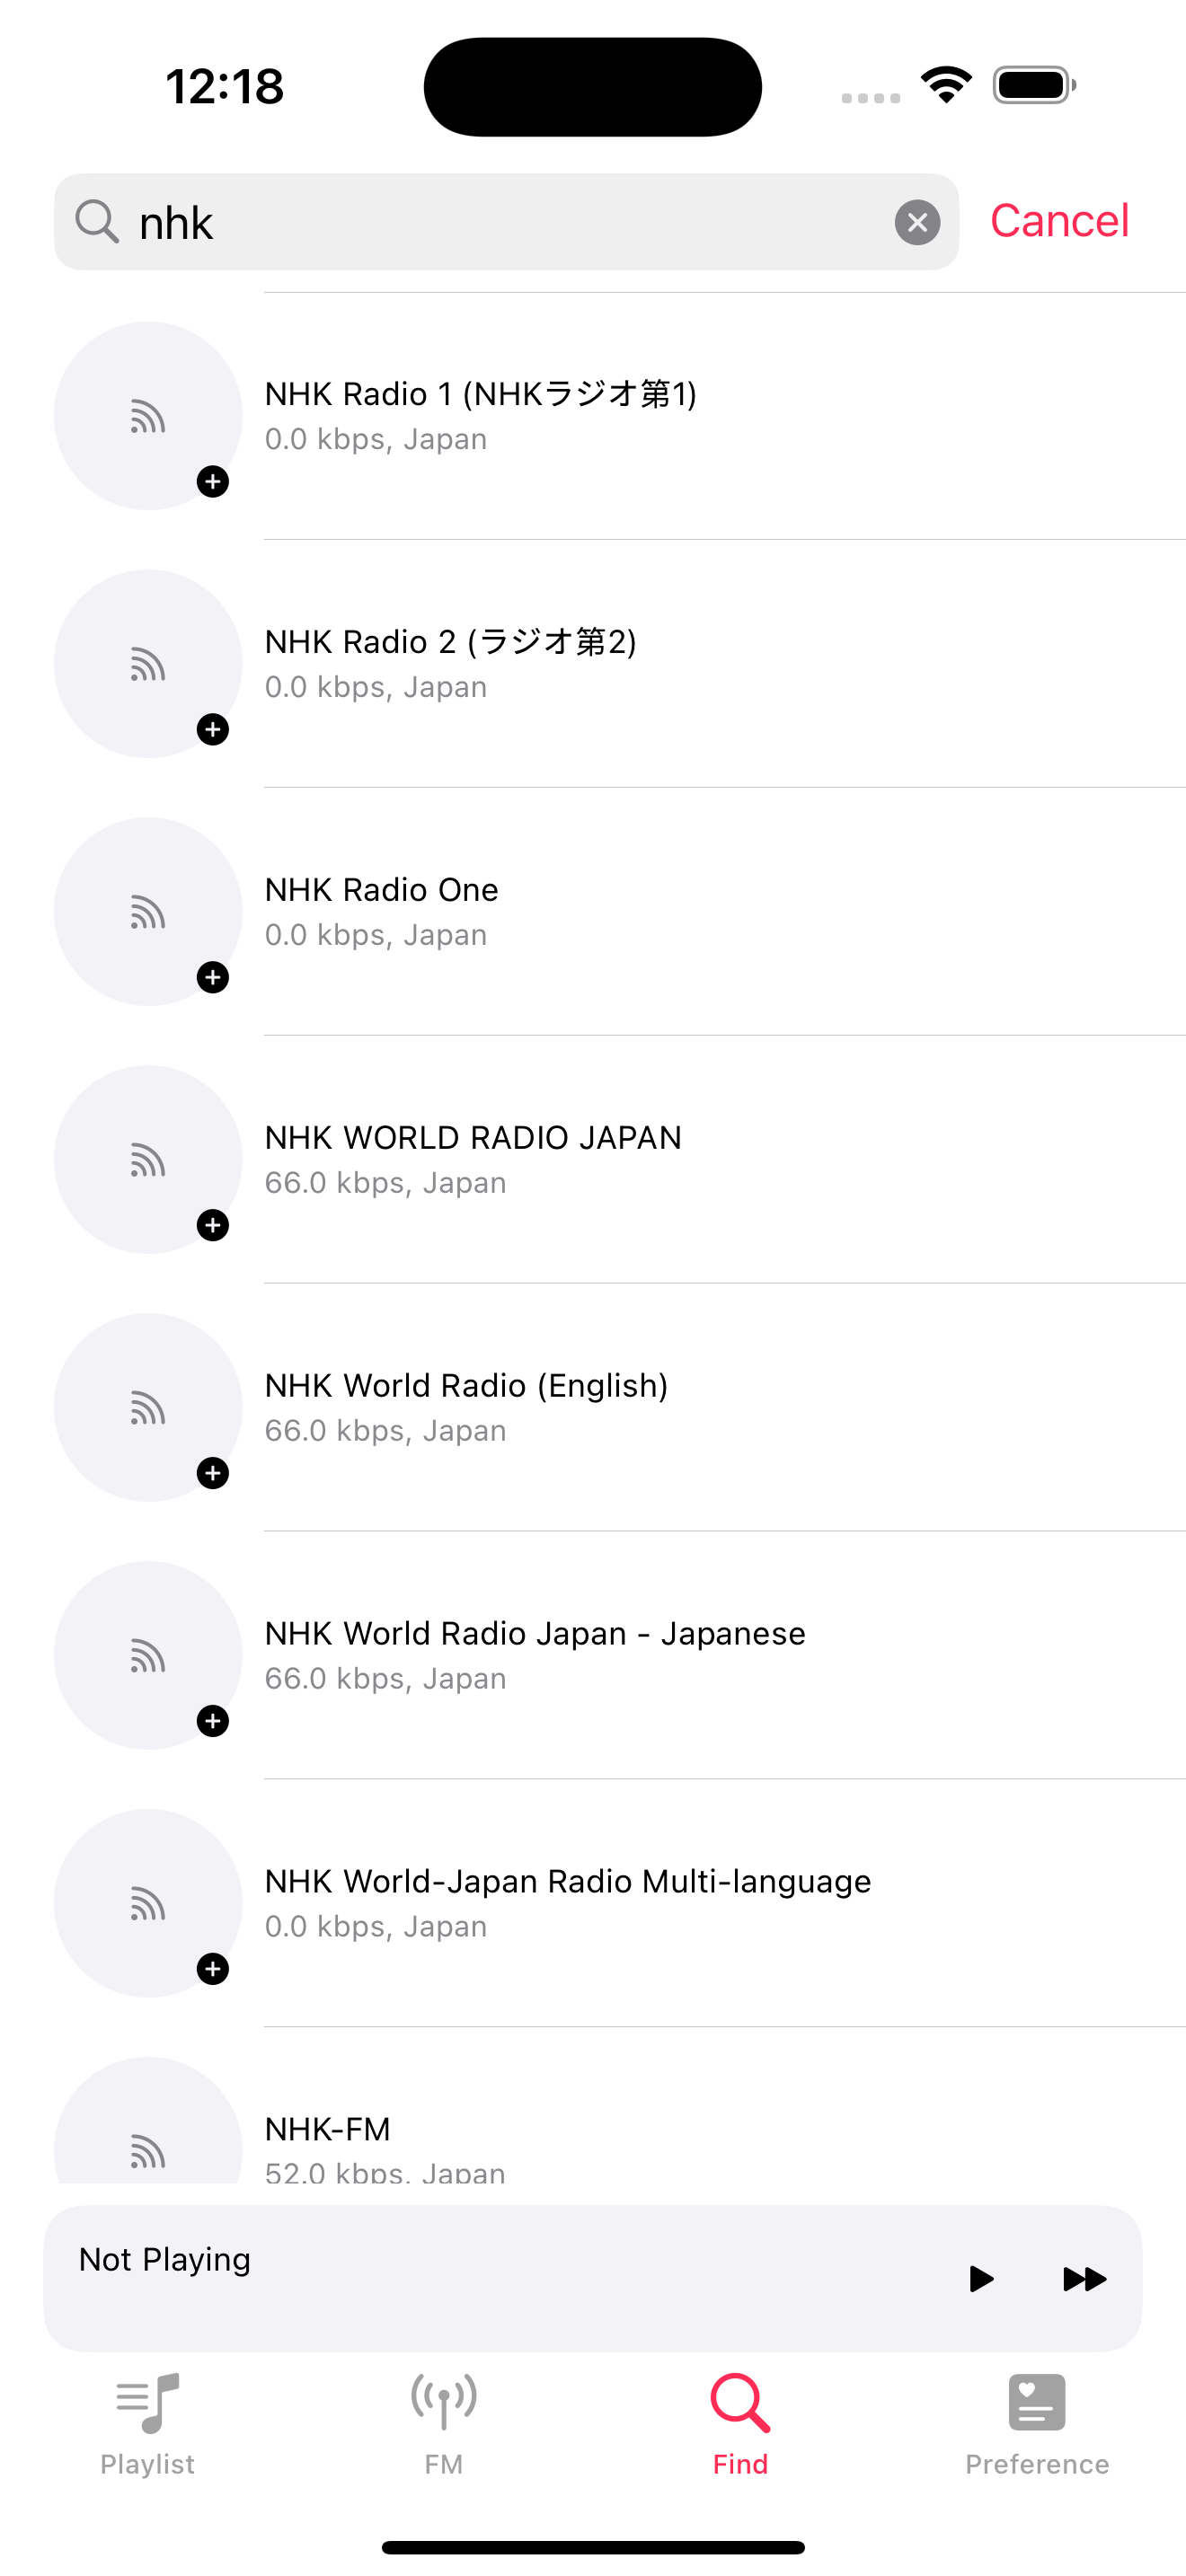 12:18
nhk
Cancel
NHK Radio 1 (NHKラジオ第1)
0.0 kbps, Japan
NHK Radio 2 (ラジオ第2)
0.0 kbps, Japan
NHK Radio One
0.0 kbps, Japan
NHK WORLD RADIO JAPAN
66.0 kbps, Japan
NHK World Radio (English)
66.0 kbps, Japan
NHK World Radio Japan - Japanese
66.0 kbps, Japan
NHK World-Japan Radio Multi-language
0.0 kbps, Japan
NHK-FM
52.0 kbps, Japan
Not Playing
Playlist
FM
Find
Preference